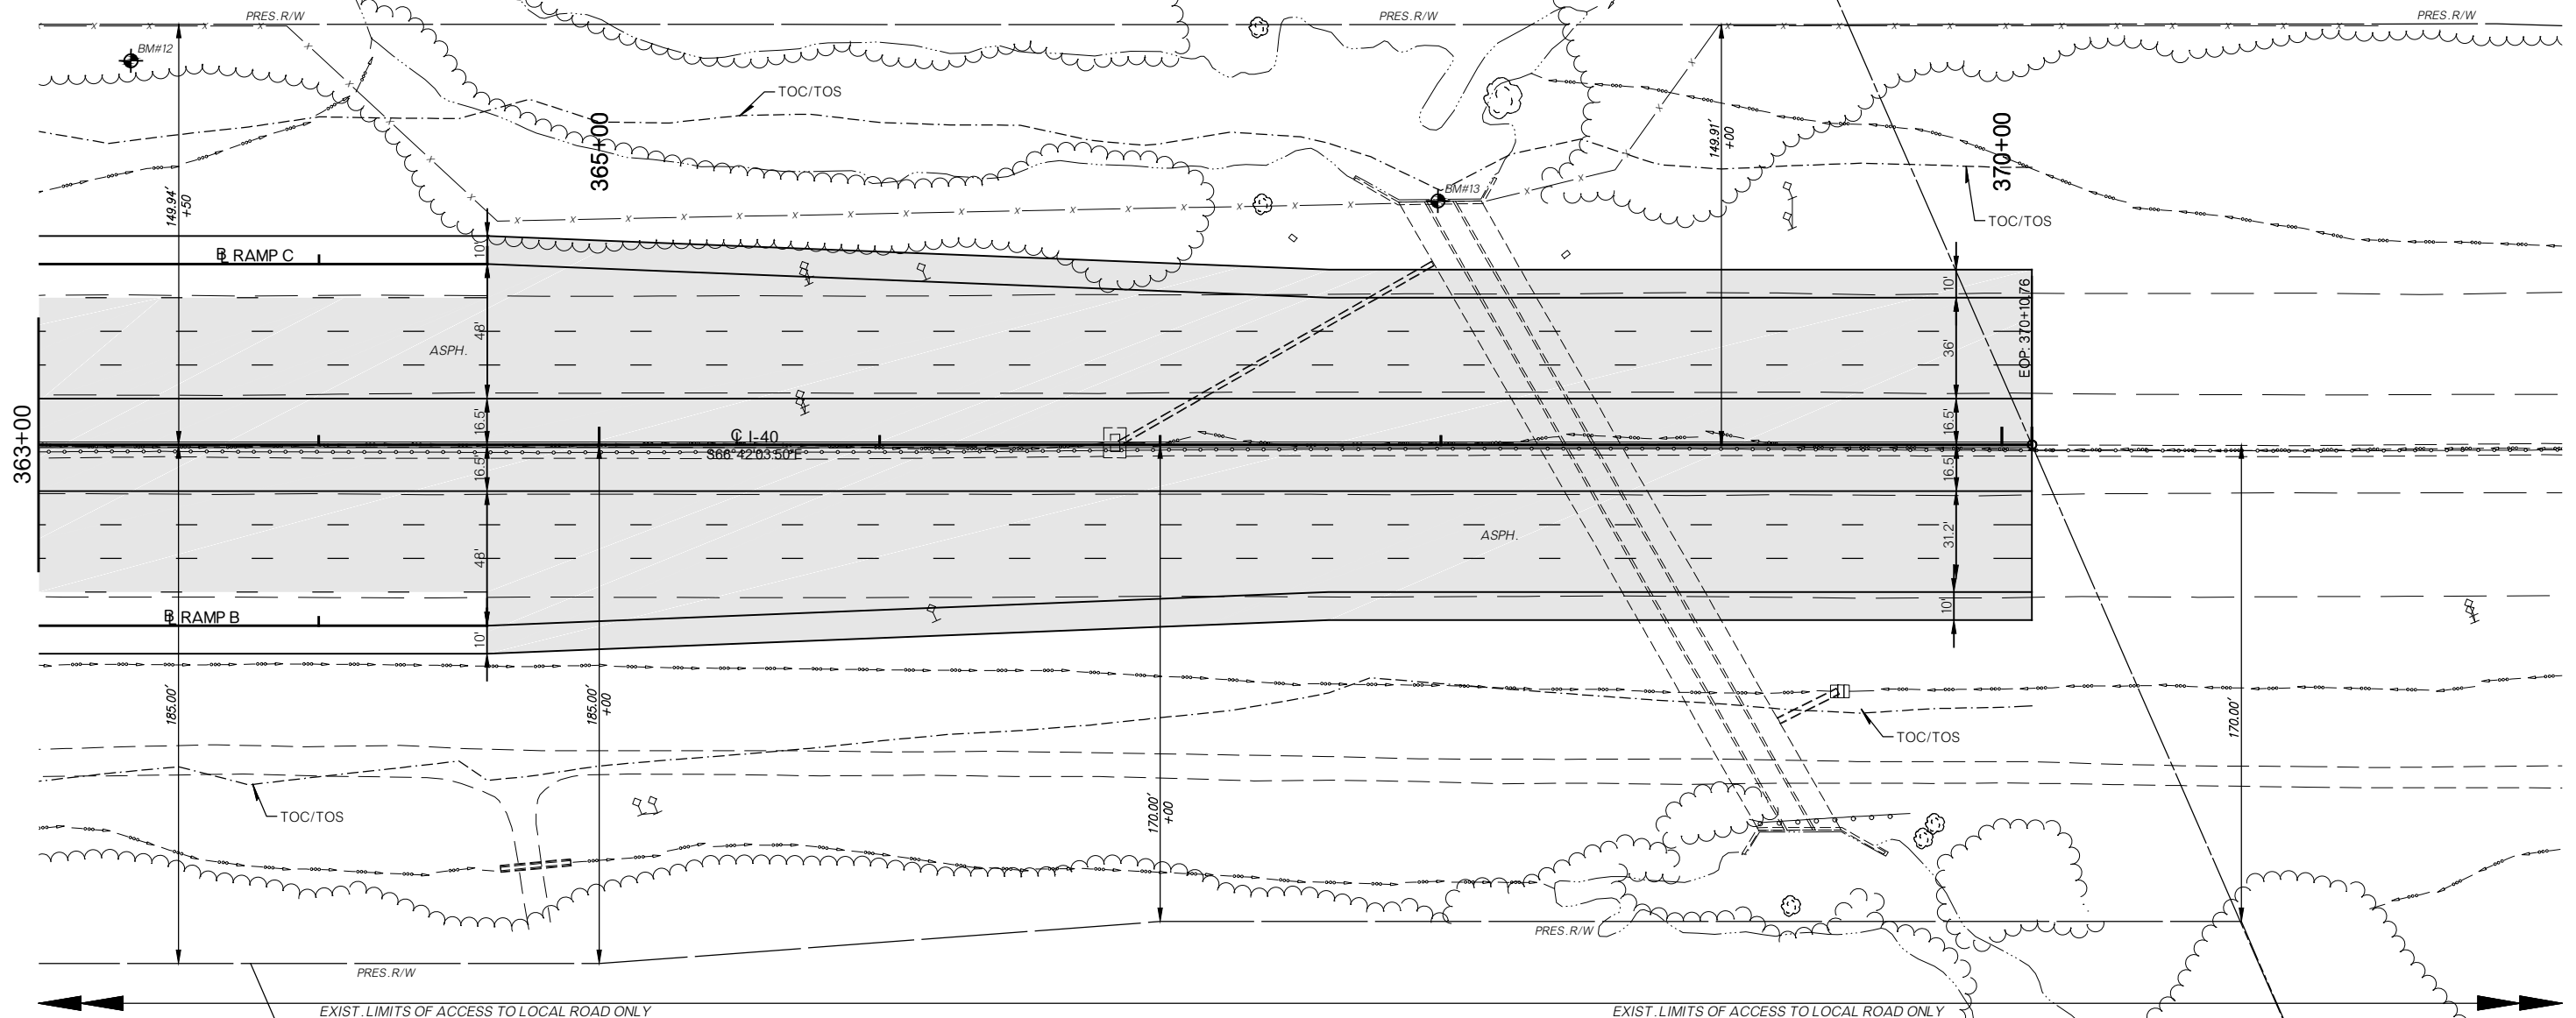 PRES.R/W
PRES.R/W
PRES.R/W
BM#12
TOC/TOS
365+00
149.91'
+00
370+00
149.94'
+50
BM#13
TOC/TOS
10'
℄ RAMP C
10'
EOP: 370+10.76
48'
ASPH.
36'
363+00
16.5'
16.5'
℄ I-40
S66°42'03.50"E
16.5'
16.5'
48'
31.2'
ASPH.
10'
℄ RAMP B
10'
185.00'
185.00'
+00
170.00'
TOC/TOS
170.00'
+00
TOC/TOS
PRES.R/W
PRES.R/W
EXIST. LIMITS OF ACCESS TO LOCAL ROAD ONLY
EXIST. LIMITS OF ACCESS TO LOCAL ROAD ONLY